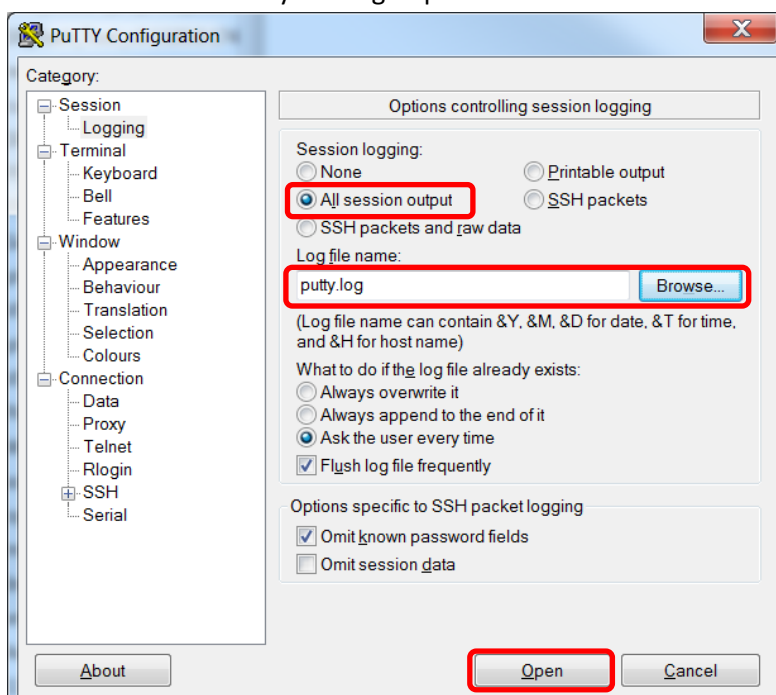 PuTTY Configuration
X
Category:
Session
Logging
Terminal
Keyboard
Bell
Features
Window
Appearance
Behaviour
Translation
Selection
Colours
Connection
Data
Proxy
Telnet
Rlogin
SSH
Serial
Options controlling session logging
Session logging:
None
Printable output
All session output
SSH packets
SSH packets and raw data
Log file name:
putty.log
Browse...
(Log file name can contain &Y, &M, &D for date, &T for time,
and &H for host name)
What to do if the log file already exists:
Always overwrite it
Always append to the end of it
Ask the user every time
Flush log file frequently
Options specific to SSH packet logging
Omit known password fields
Omit session data
About
Open
Cancel